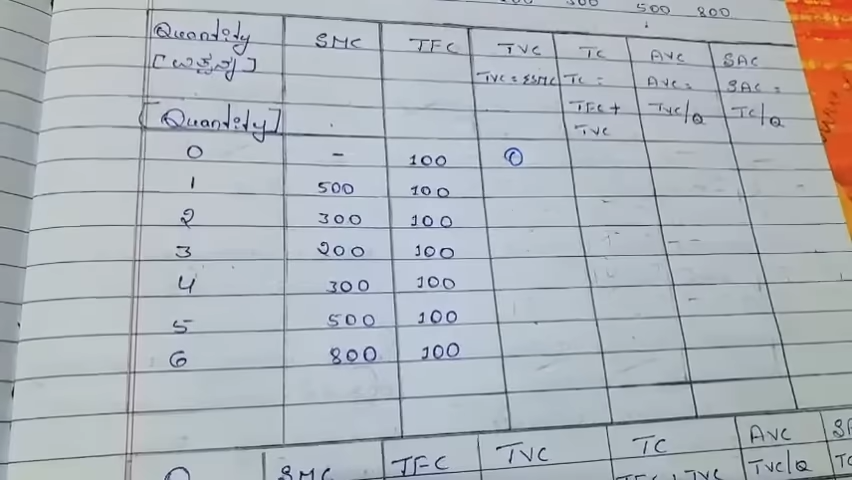 500 800
Quantity SMC TFC TVC TC AVC SAC
TVC = ΣSMC TC = AVC = SAC =
[Quantity] TFC + TVC/Q TC/Q
TVC
0 - 100 0
1 500 100
2 300 100
3 200 100
4 300 100
5 500 100
6 800 100
SMC TFC TVC TC AVC
TFC + TVC TVC/Q